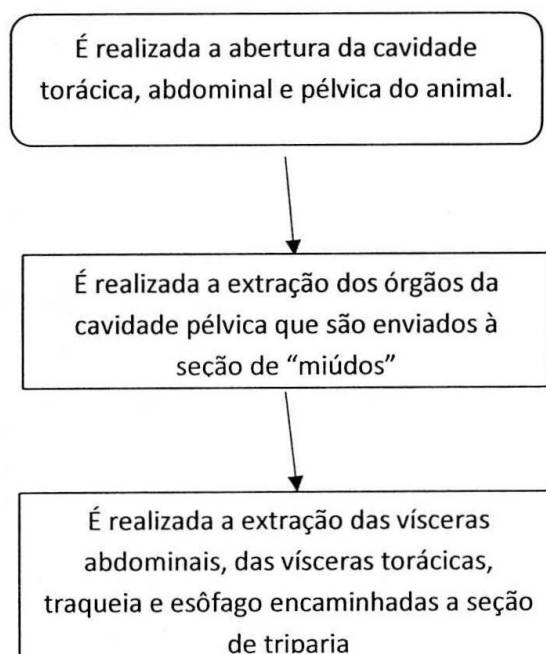 É realizada a abertura da cavidade
torácica, abdominal e pélvica do animal.
É realizada a extração dos órgãos da
cavidade pélvica que são enviados à
seção de “miúdos”
É realizada a extração das vísceras
abdominais, das vísceras torácicas,
traqueia e esôfago encaminhadas a seção
de triparia